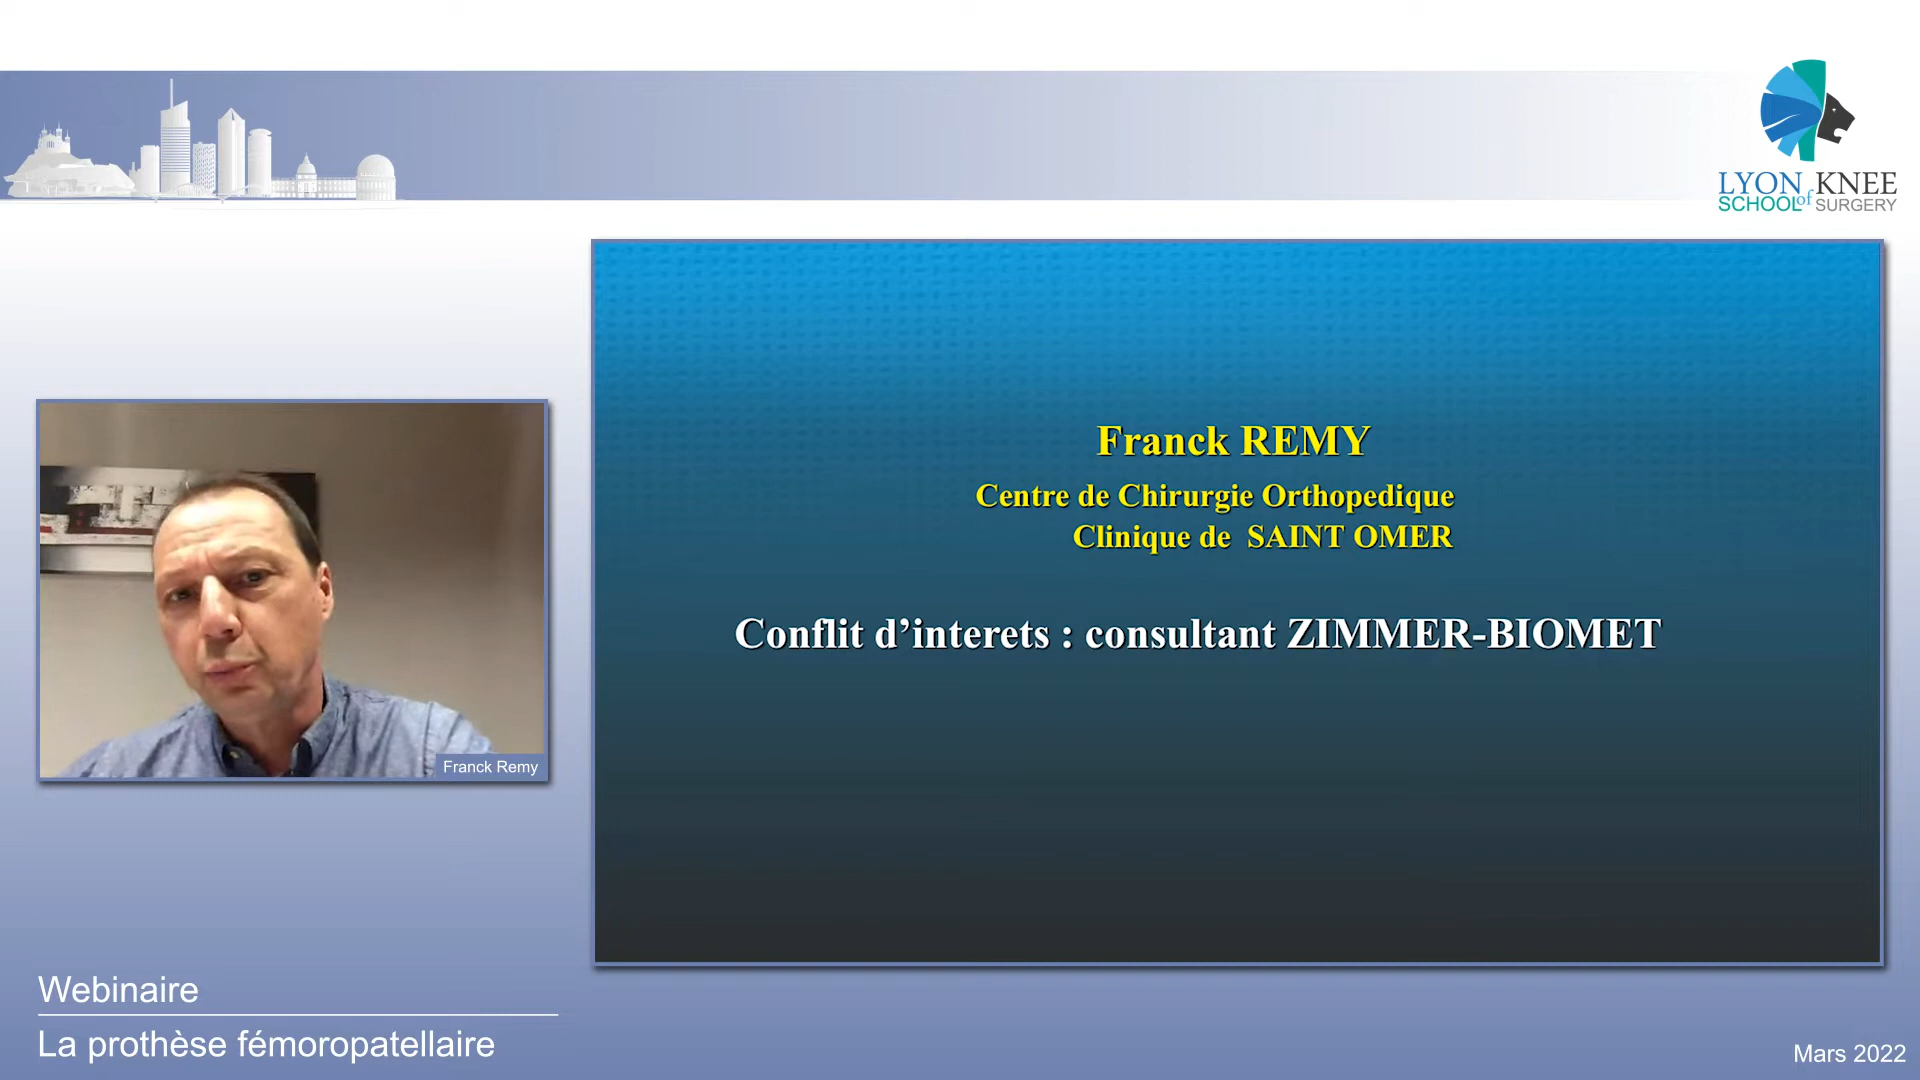 LYON KNEE
SCHOOL of SURGERY
Franck REMY
Centre de Chirurgie Orthopedique
Clinique de SAINT OMER
Conflit d’interets : consultant ZIMMER-BIOMET
Franck Remy
Webinaire
La prothèse fémoropatellaire
Mars 2022